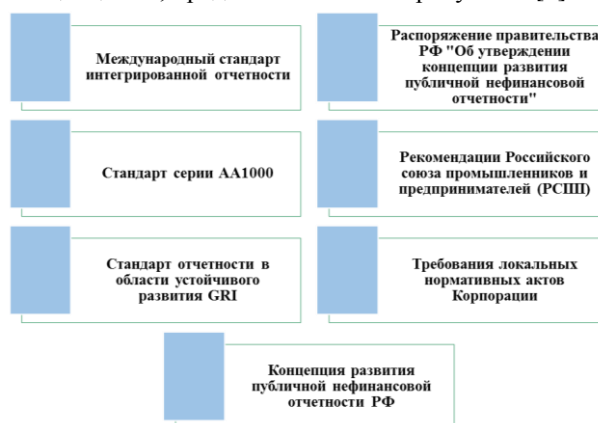 Международный стандарт
интегрированной отчетности
Распоряжение правительства
РФ "Об утверждении
концепции развития
публичной нефинансовой
отчетности"
Стандарт серии АА1000
Рекомендации Российского
союза промышленников и
предпринимателей (РСПП)
Стандарт отчетности в
области устойчивого
развития GRI
Требования локальных
нормативных актов
Корпорации
Концепция развития
публичной нефинансовой
отчетности РФ